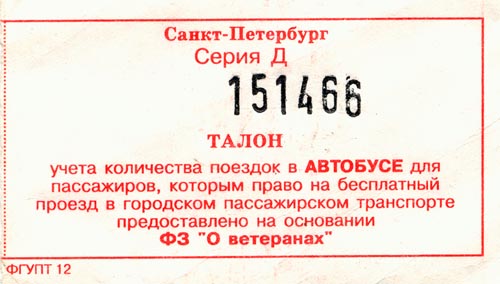 Санкт-Петербург
Серия Д
151466
ТАЛОН
учета количества поездок в АВТОБУСЕ для
пассажиров, которым право на бесплатный
проезд в городском пассажирском транспорте
предоставлено на основании
ФЗ "О ветеранах"
ФГУПТ 12